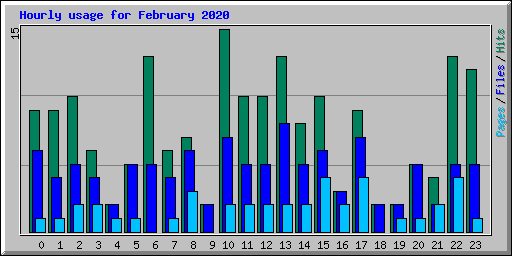 Hourly usage for February 2020
15
Pages / Files / Hits
0 1 2 3 4 5 6 7 8 9 10 11 12 13 14 15 16 17 18 19 20 21 22 23